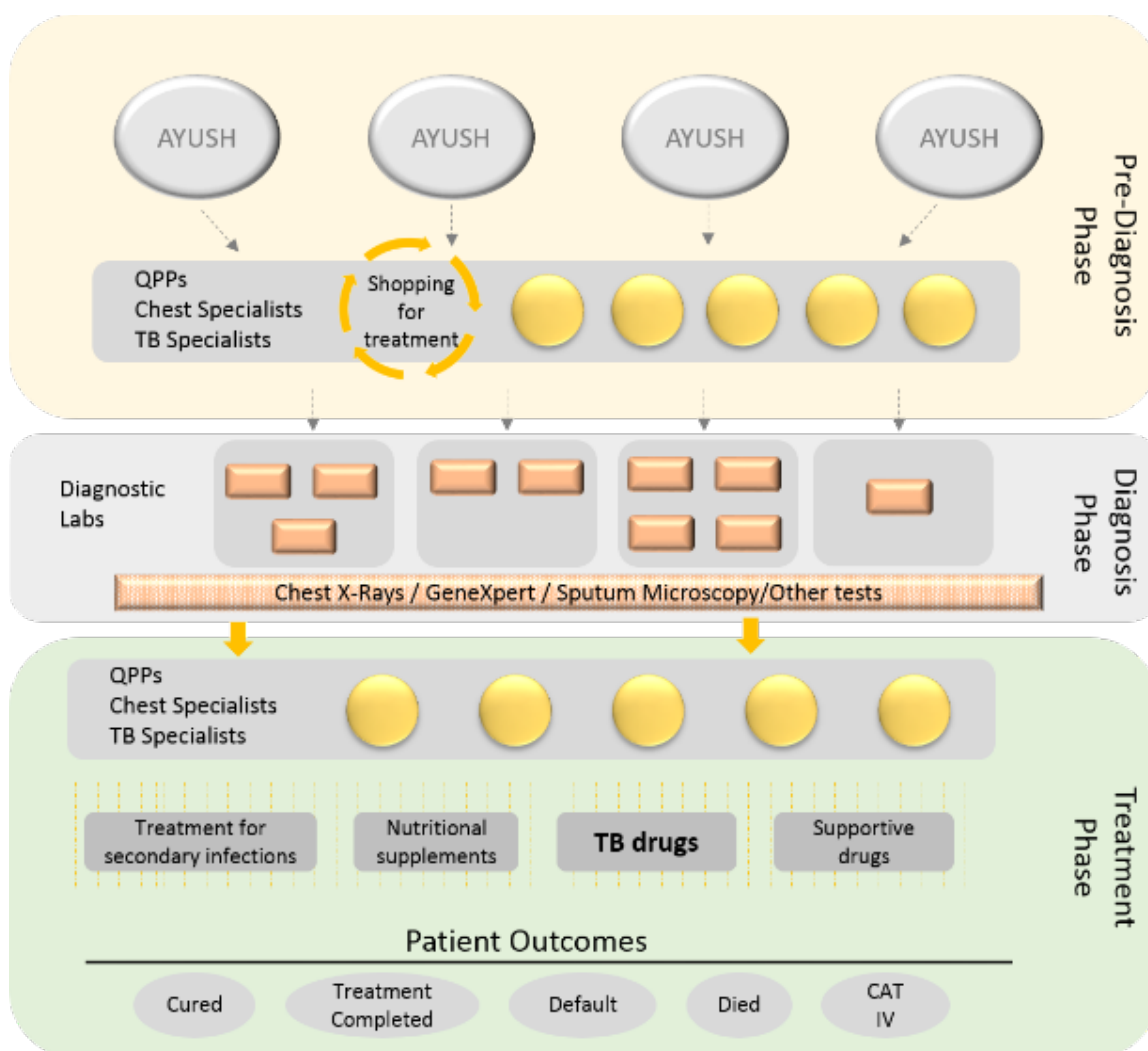 AYUSH
AYUSH
AYUSH
AYUSH
Pre-Diagnosis
Phase
QPPs
Chest Specialists
TB Specialists
Shopping
for
treatment
Diagnosis
Phase
Diagnostic
Labs
Chest X-Rays / GeneXpert / Sputum Microscopy/Other tests
Treatment
Phase
QPPs
Chest Specialists
TB Specialists
Treatment for
secondary infections
Nutritional
supplements
TB drugs
Supportive
drugs
Patient Outcomes
Cured
Treatment
Completed
Default
Died
CAT
IV